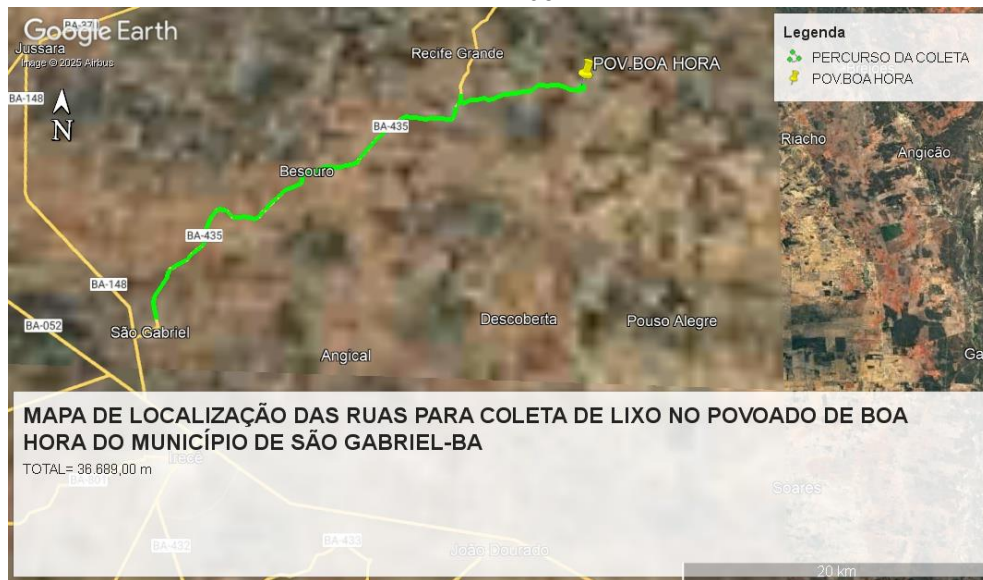 Google Earth
BA-371
Jussara
Image © 2025 Airbus
BA-148
N
Recife Grande
POV.BOA HORA
Legenda
PERCURSO DA COLETA
POV.BOA HORA
Riacho
Angicão
BA-435
Besouro
BA-435
BA-148
BA-052
São Gabriel
Angical
Descoberta
Pouso Alegre
MAPA DE LOCALIZAÇÃO DAS RUAS PARA COLETA DE LIXO NO POVOADO DE BOA
HORA DO MUNICÍPIO DE SÃO GABRIEL-BA
TOTAL= 36.689,00 m
Irecê
Soares
BA-432
BA-433
João Dourado
20 km